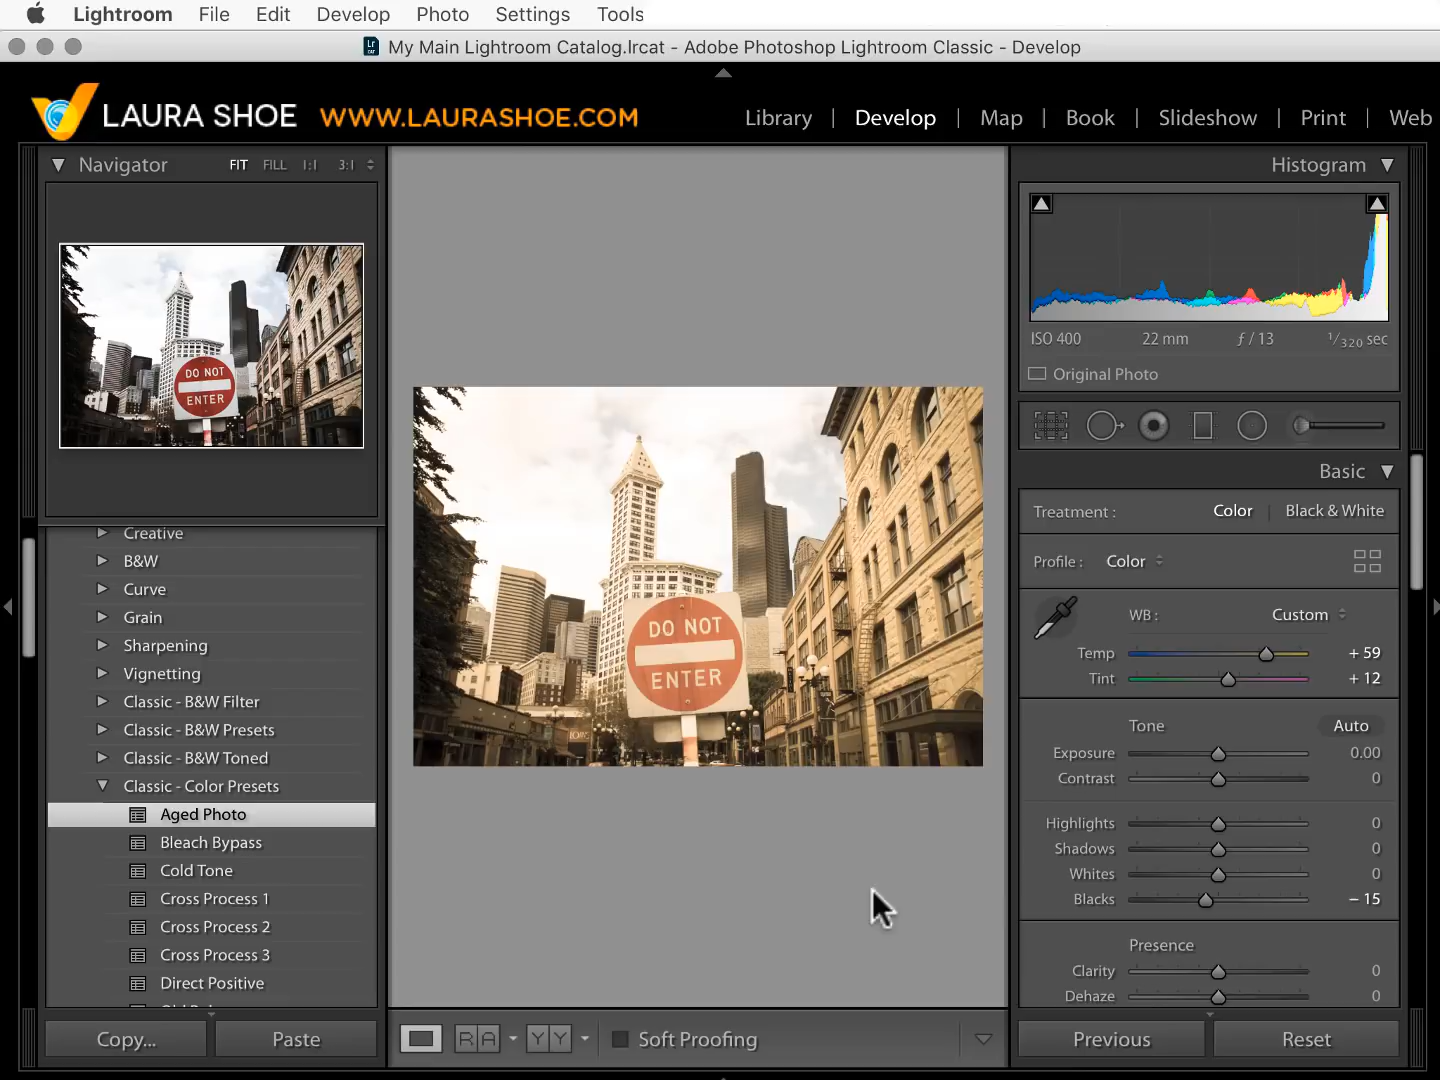 Lightroom File Edit Develop Photo Settings Tools
My Main Lightroom Catalog.lrcat - Adobe Photoshop Lightroom Classic - Develop
LAURA SHOE WWW.LAURASHOE.COM
Library | Develop | Map | Book | Slideshow | Print | Web
Navigator FIT FILL 1:1 3:1
DO NOT
ENTER
Creative
B&W
Curve
Grain
Sharpening
Vignetting
Classic - B&W Filter
Classic - B&W Presets
Classic - B&W Toned
Classic - Color Presets
Aged Photo
Bleach Bypass
Cold Tone
Cross Process 1
Cross Process 2
Cross Process 3
Direct Positive
Copy... Paste
DO NOT
ENTER
R A Y Y Soft Proofing
Histogram
ISO 400 22 mm ƒ / 13 1/320 sec
Original Photo
Basic
Treatment : Color | Black & White
Profile : Color
WB : Custom
Temp + 59
Tint + 12
Tone Auto
Exposure 0.00
Contrast 0
Highlights 0
Shadows 0
Whites 0
Blacks – 15
Presence
Clarity 0
Dehaze 0
Previous Reset